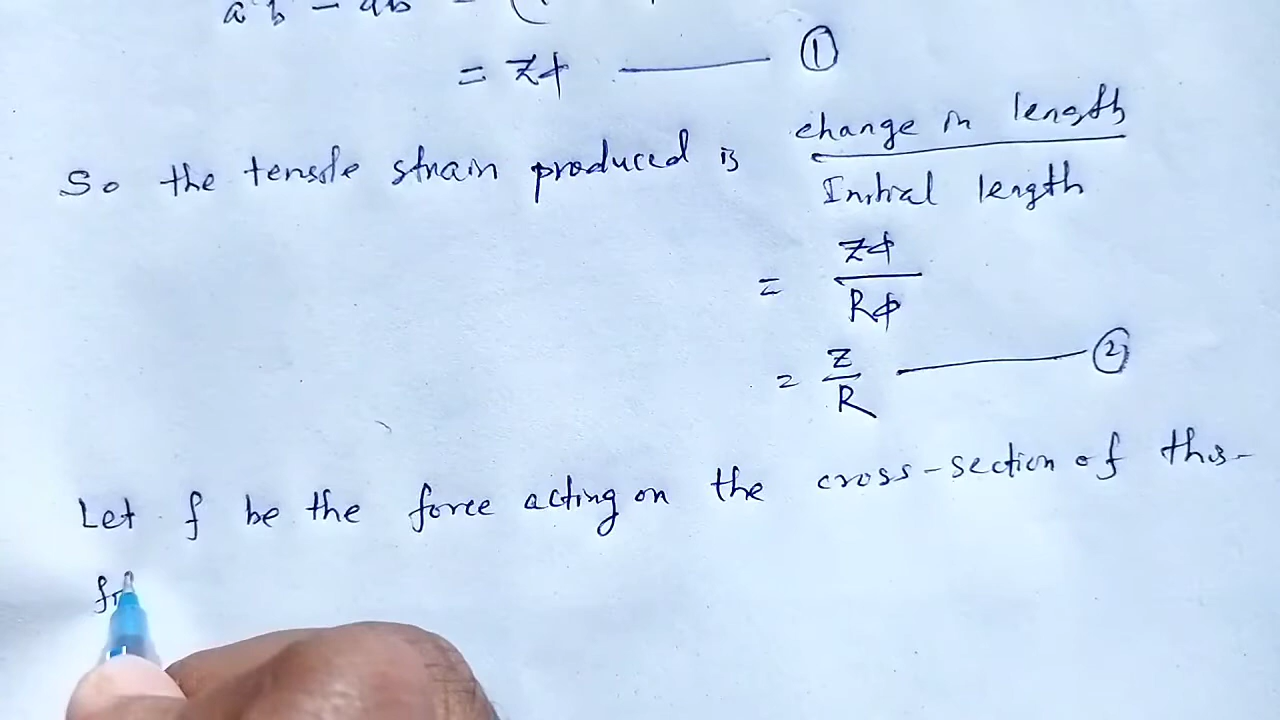 a'b' - ab = (
= zϕ ——— ①
So the tensile strain produced is change in length
Initial length
= zϕ
Rϕ
= z
R ——— ②
Let f be the force acting on the cross-section of this-